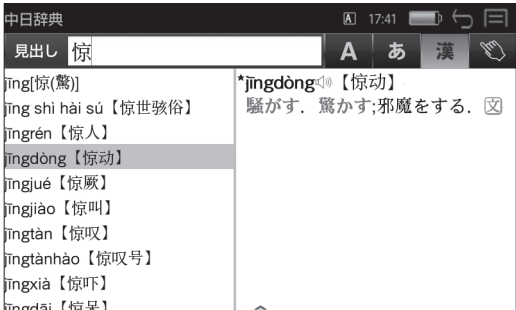 中日辞典 A 17:41
見出し 惊 A あ 漢
jīng[惊(驚)]
jīng shì hài sú【惊世骇俗】
jīngrén【惊人】
jīngdòng【惊动】
jīngjué【惊厥】
jīngjiào【惊叫】
jīngtàn【惊叹】
jīngtànhào【惊叹号】
jīngxià【惊吓】
jīngdāi【惊呆】
*jīngdòng【惊动】
騒がす．驚かす;邪魔をする．文